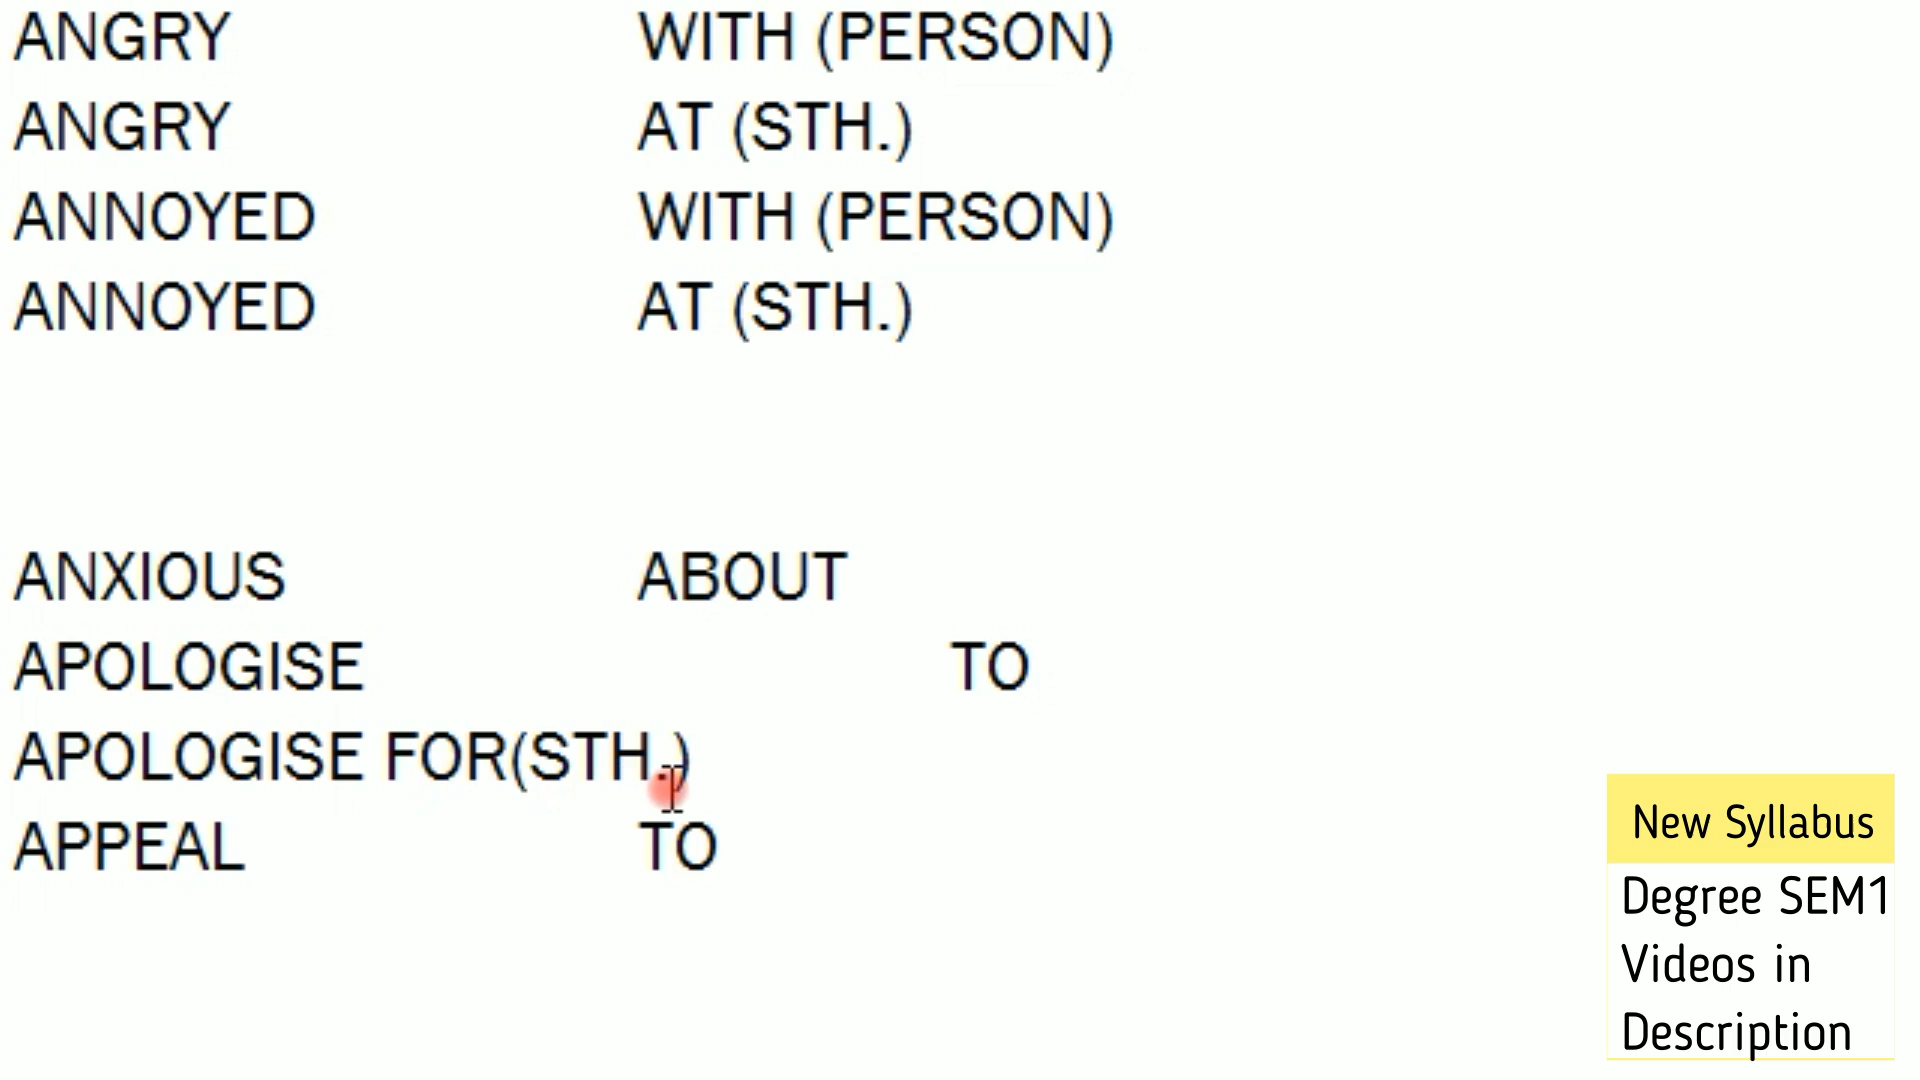 ANGRY WITH (PERSON)
ANGRY AT (STH.)
ANNOYED WITH (PERSON)
ANNOYED AT (STH.)
ANXIOUS ABOUT
APOLOGISE TO
APOLOGISE FOR(STH.)
APPEAL TO
New Syllabus
Degree SEM1
Videos in
Description